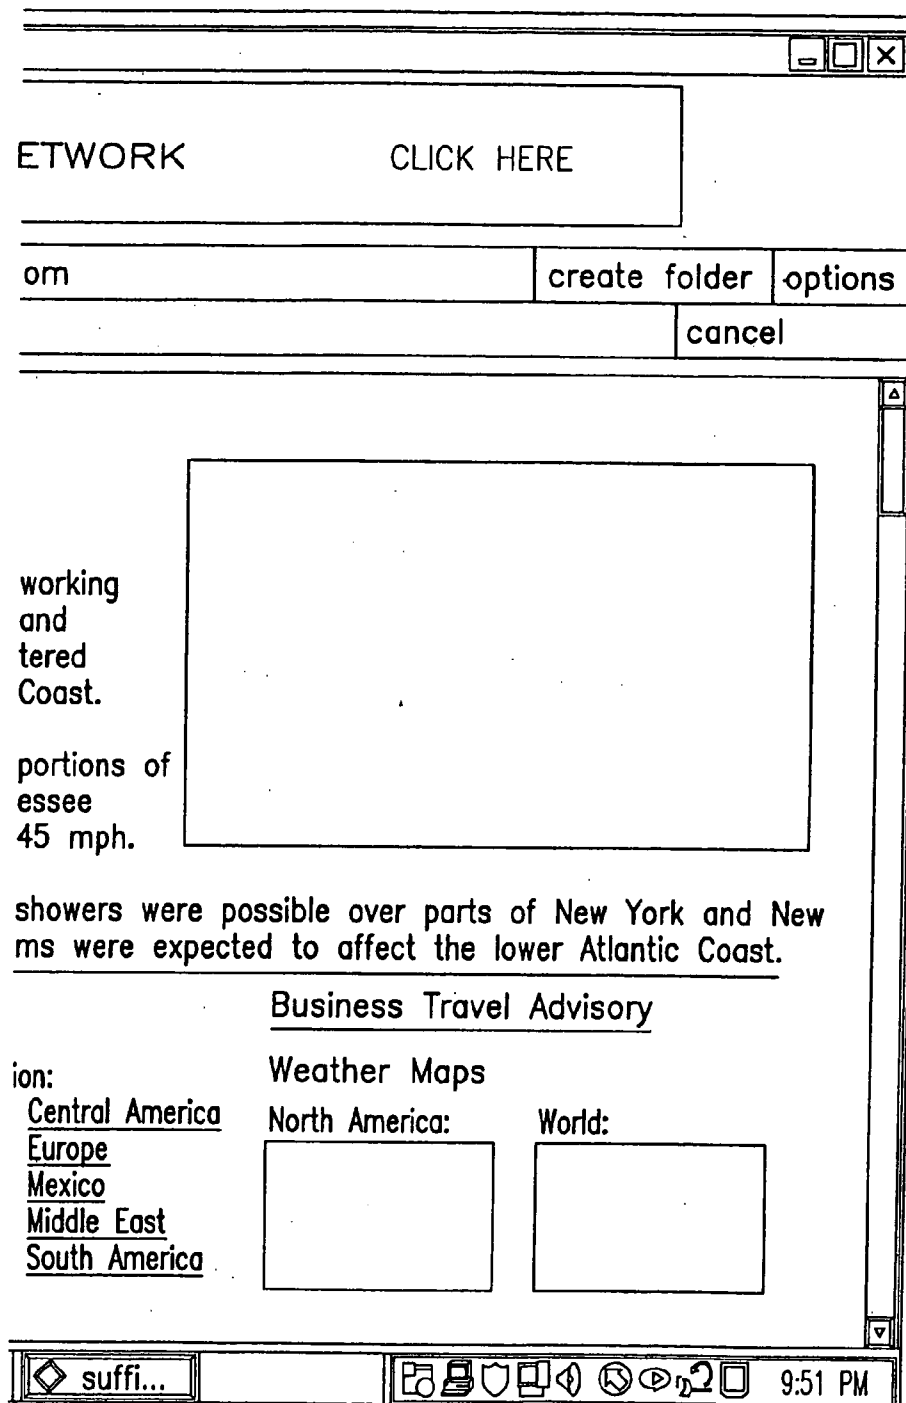 ETWORK CLICK HERE
om create folder options
cancel
working
and
tered
Coast.
portions of
essee
45 mph.
showers were possible over parts of New York and New
ms were expected to affect the lower Atlantic Coast.
Business Travel Advisory
ion:
Central America
Europe
Mexico
Middle East
South America
Weather Maps
North America:
World:
suffi...
9:51 PM